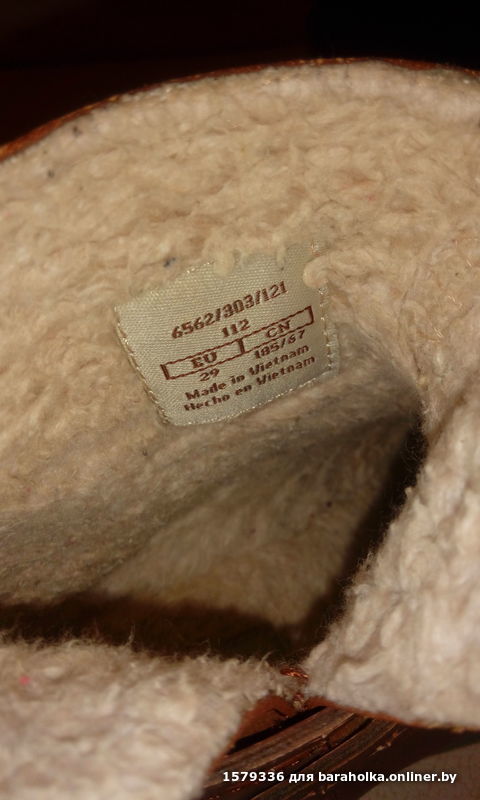 6562/303/121
112
EU CN
29 185/67
Made in Vietnam
Hecho en Vietnam
1579336 для baraholka.onliner.by